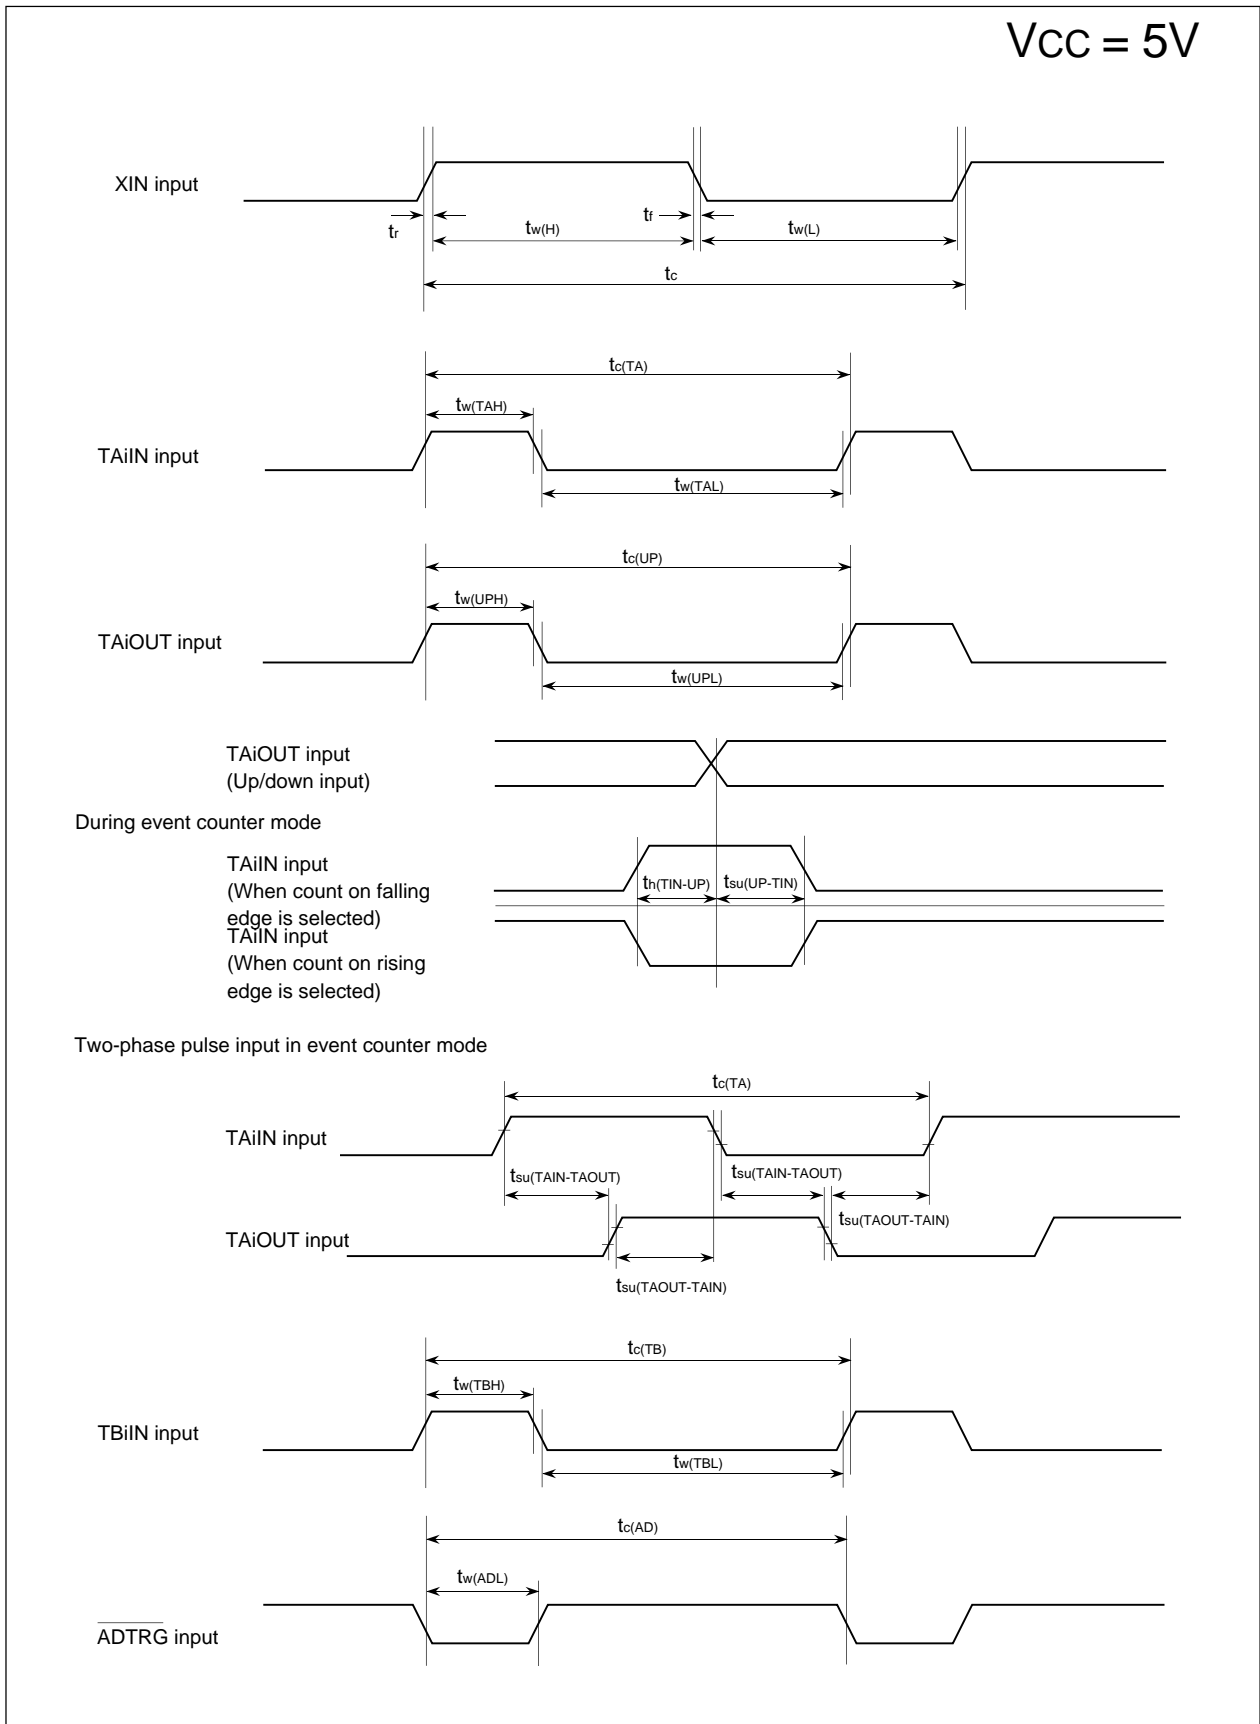 VCC = 5V
XIN input
tr
tw(H)
tf
tw(L)
tc
tc(TA)
tw(TAH)
TAiIN input
tw(TAL)
tc(UP)
tw(UPH)
TAiOUT input
tw(UPL)
TAiOUT input
(Up/down input)
During event counter mode
TAiIN input
(When count on falling
edge is selected)
th(TIN-UP)
tsu(UP-TIN)
TAiIN input
(When count on rising
edge is selected)
Two-phase pulse input in event counter mode
tc(TA)
TAiIN input
tsu(TAIN-TAOUT)
tsu(TAIN-TAOUT)
tsu(TAOUT-TAIN)
TAiOUT input
tsu(TAOUT-TAIN)
tc(TB)
tw(TBH)
TBiIN input
tw(TBL)
tc(AD)
tw(ADL)
ADTRG input